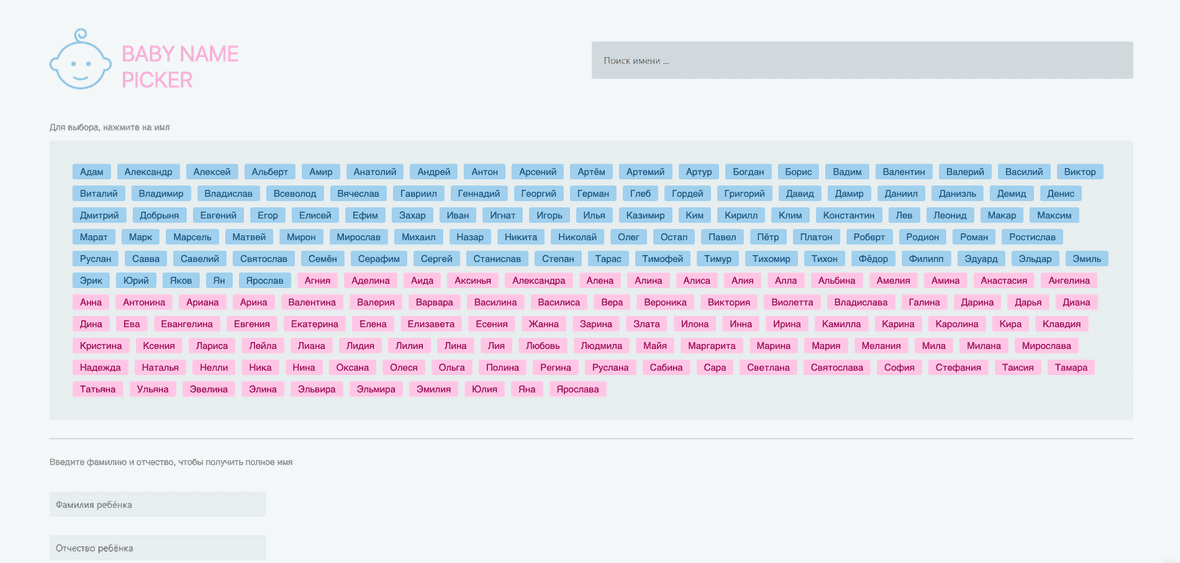 BABY NAME
PICKER
Поиск имени ...
Для выбора, нажмите на имя
Адам Александр Алексей Альберт Амир Анатолий Андрей Антон Арсений Артём Артемий Артур Богдан Борис Вадим Валентин Валерий Василий Виктор
Виталий Владимир Владислав Всеволод Вячеслав Гавриил Геннадий Георгий Герман Глеб Гордей Григорий Давид Дамир Даниил Даниэль Демид Денис
Дмитрий Добрыня Евгений Егор Елисей Ефим Захар Иван Игнат Игорь Илья Казимир Ким Кирилл Клим Константин Лев Леонид Макар Максим
Марат Марк Марсель Матвей Мирон Мирослав Михаил Назар Никита Николай Олег Остап Павел Пётр Платон Роберт Родион Роман Ростислав
Руслан Савва Савелий Святослав Семён Серафим Сергей Станислав Степан Тарас Тимофей Тимур Тихомир Тихон Фёдор Филипп Эдуард Эльдар Эмиль
Эрик Юрий Яков Ян Ярослав Агния Аделина Аида Аксинья Александра Алена Алина Алиса Алия Алла Альбина Амелия Амина Анастасия Ангелина
Анна Антонина Ариана Арина Валентина Валерия Варвара Василина Василиса Вера Вероника Виктория Виолетта Владислава Галина Дарина Дарья Диана
Дина Ева Евангелина Евгения Екатерина Елена Елизавета Есения Жанна Зарина Злата Илона Инна Ирина Камилла Карина Каролина Кира Клавдия
Кристина Ксения Лариса Лейла Лиана Лидия Лилия Лина Лия Любовь Людмила Майя Маргарита Марина Мария Мелания Мила Милана Мирослава
Надежда Наталья Нелли Ника Нина Оксана Олеся Ольга Полина Регина Руслана Сабина Сара Светлана Святослава София Стефания Таисия Тамара
Татьяна Ульяна Эвелина Элина Эльвира Эльмира Эмилия Юлия Яна Ярослава
Введите фамилию и отчество, чтобы получить полное имя
Фамилия ребёнка
Отчество ребёнка